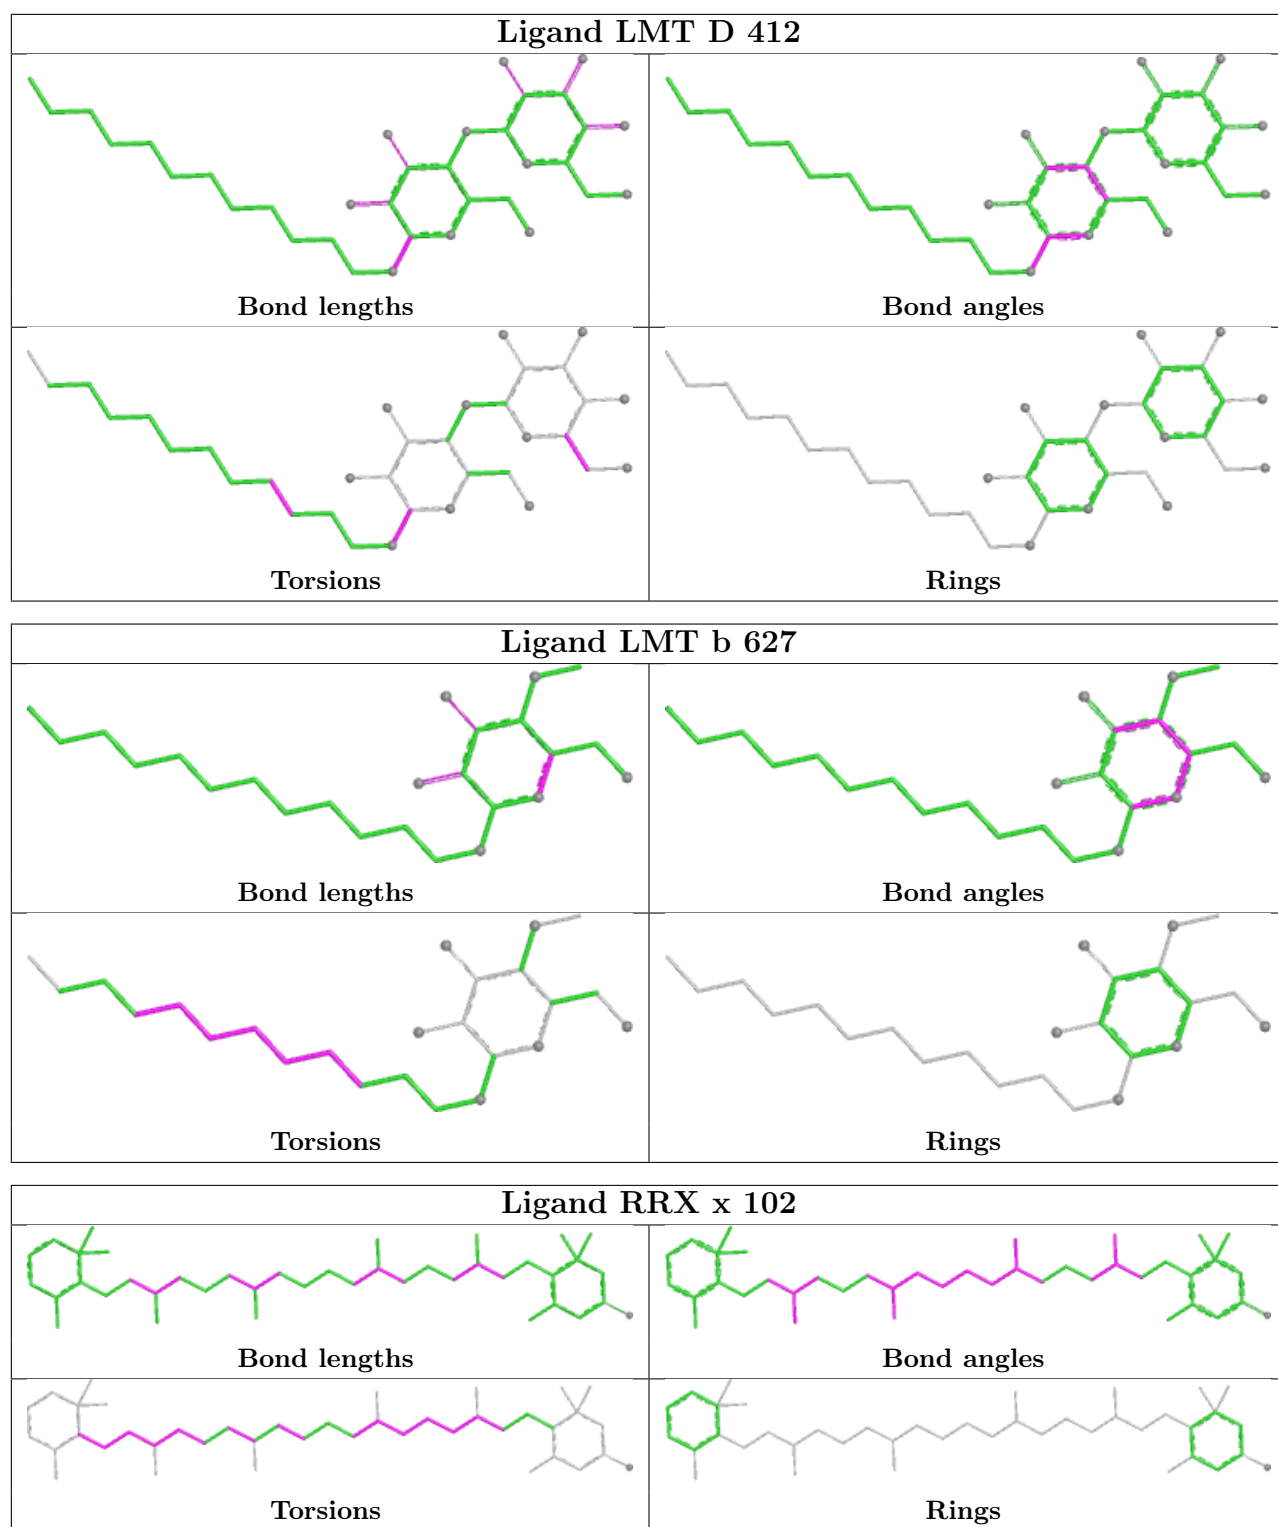 Ligand LMT D 412
Bond lengths
Bond angles
Torsions
Rings
Ligand LMT b 627
Bond lengths
Bond angles
Torsions
Rings
Ligand RRX x 102
Bond lengths
Bond angles
Torsions
Rings